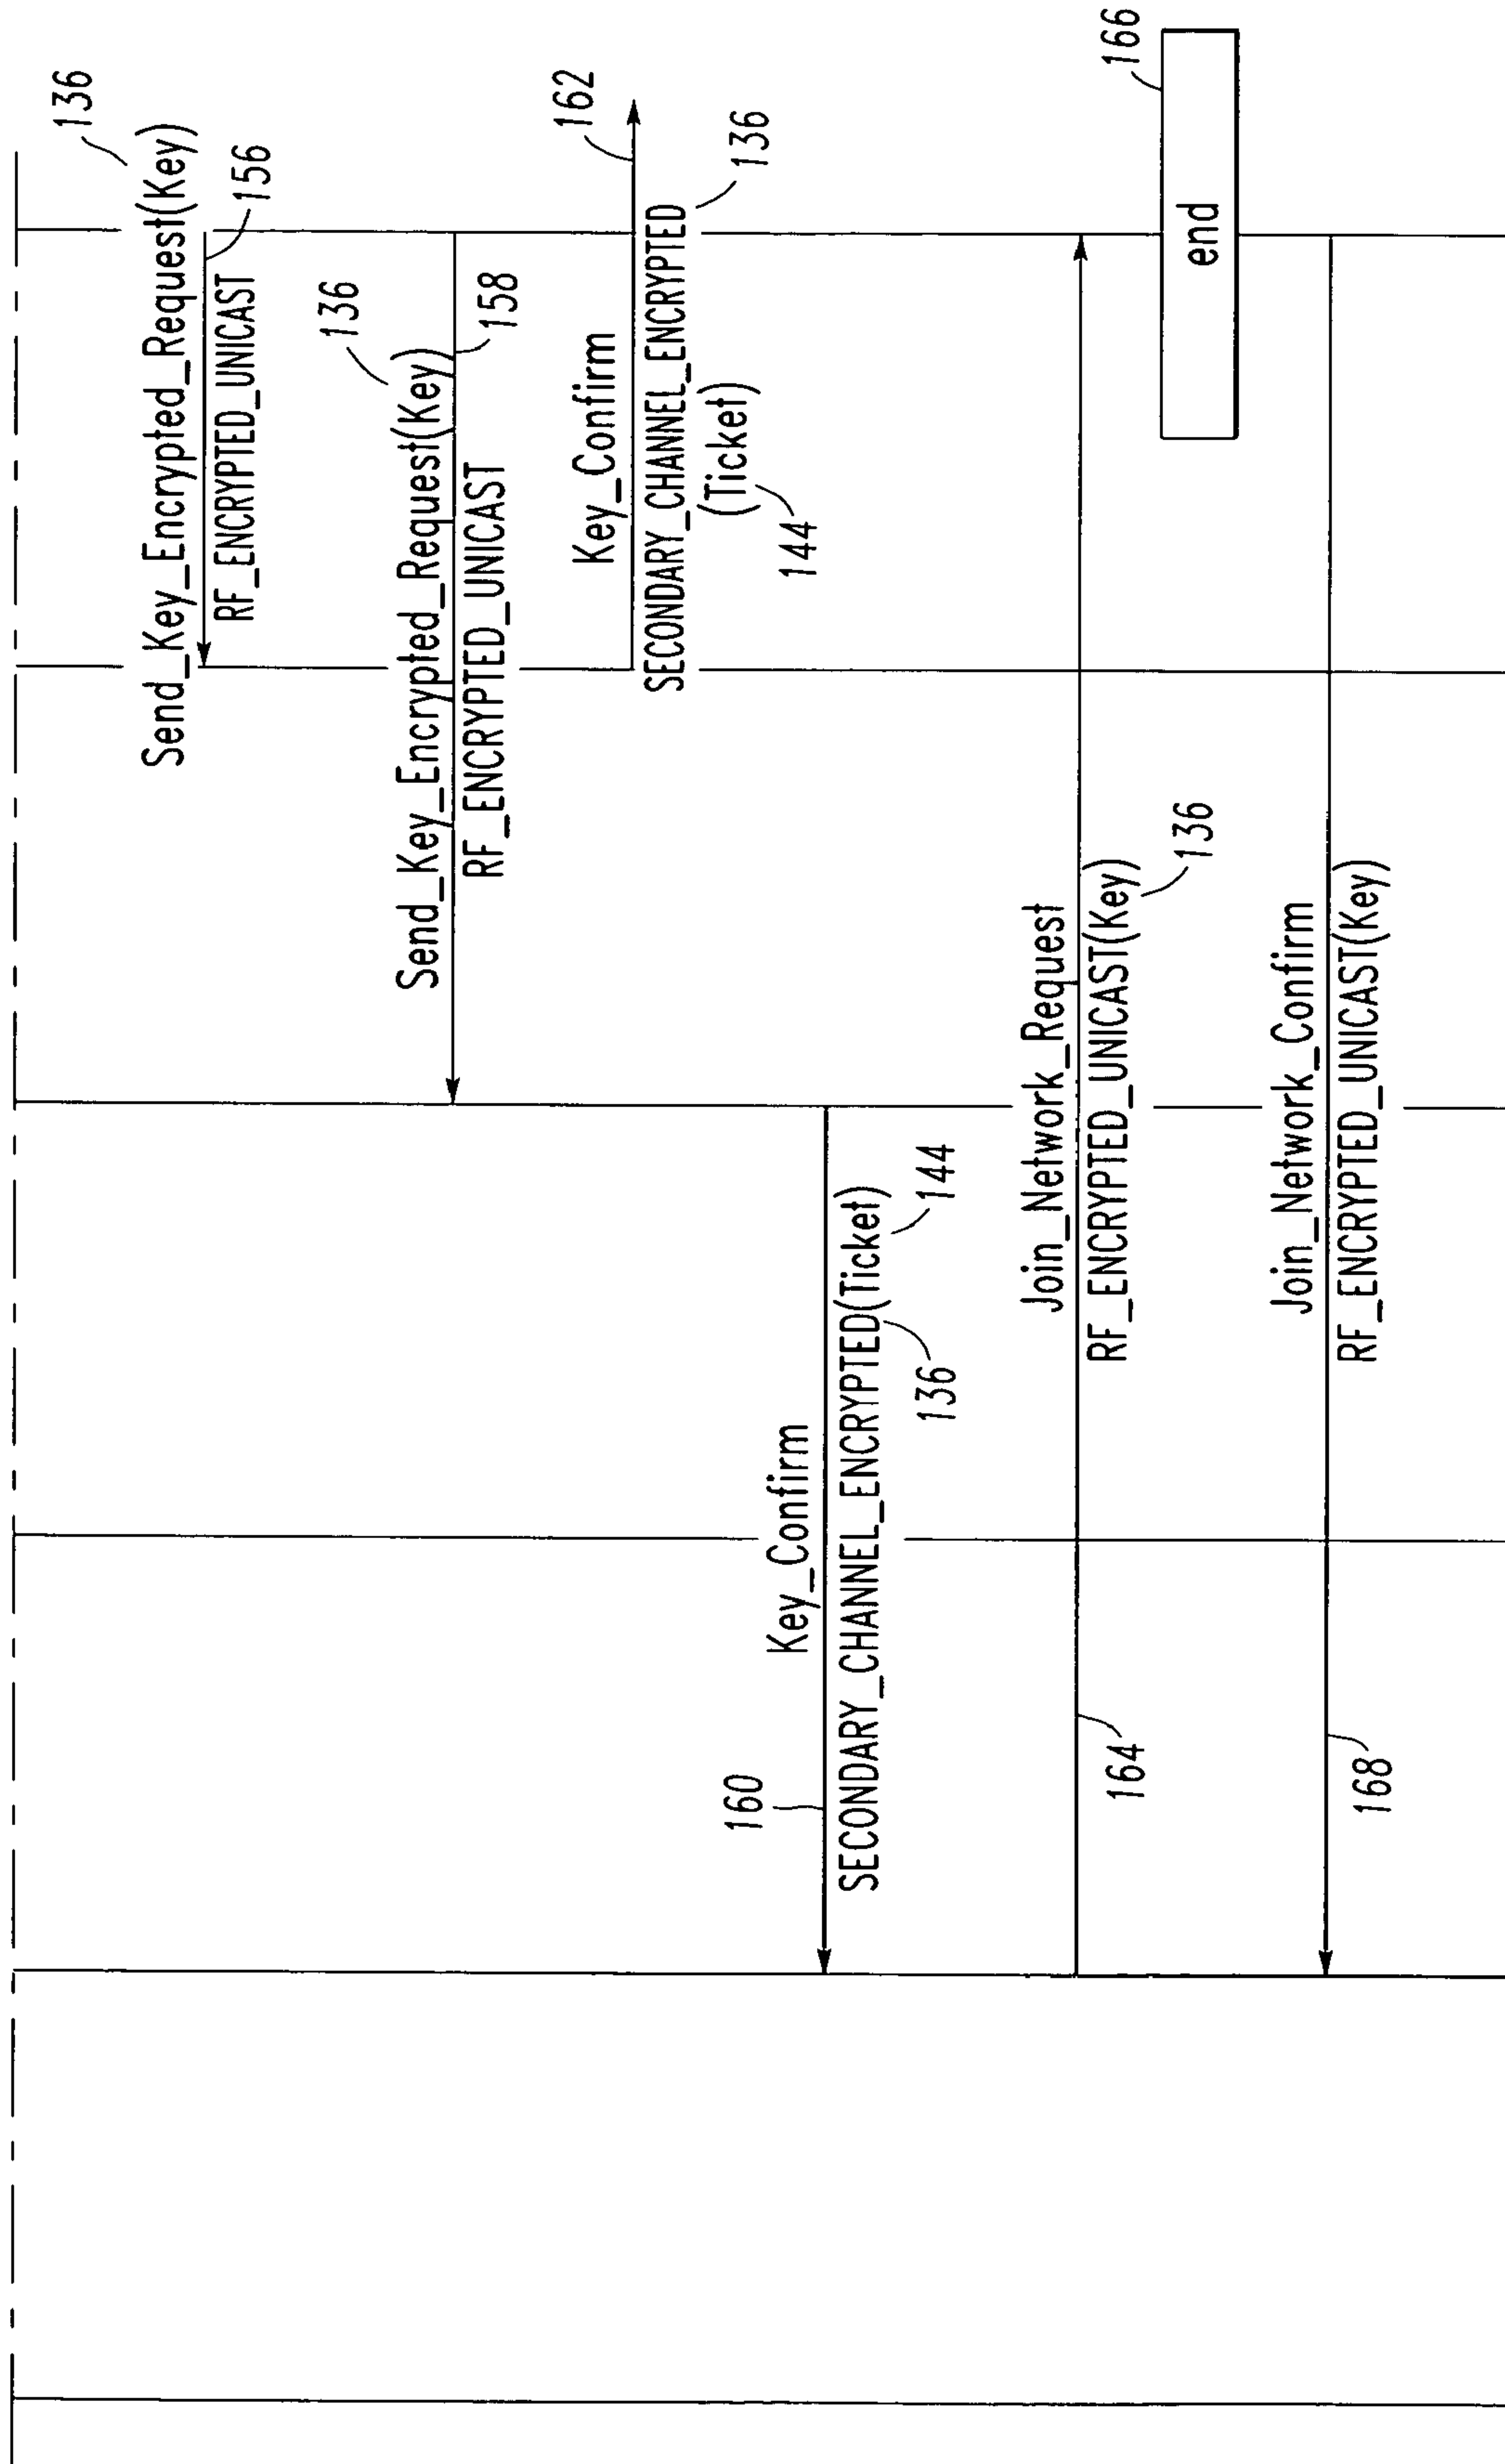 136
Send_Key_Encrypted_Request(Key)
156
RF_ENCRYPTED_UNICAST
136
Send_Key_Encrypted_Request(Key)
158
RF_ENCRYPTED_UNICAST
162
Key_Confirm
SECONDARY_CHANNEL_ENCRYPTED
136
(Ticket)
144
160
Key_Confirm
SECONDARY_CHANNEL_ENCRYPTED(Ticket)
144
136
Join_Network_Request
RF_ENCRYPTED_UNICAST(Key)
136
164
166
end
Join_Network_Confirm
RF_ENCRYPTED_UNICAST(Key)
168